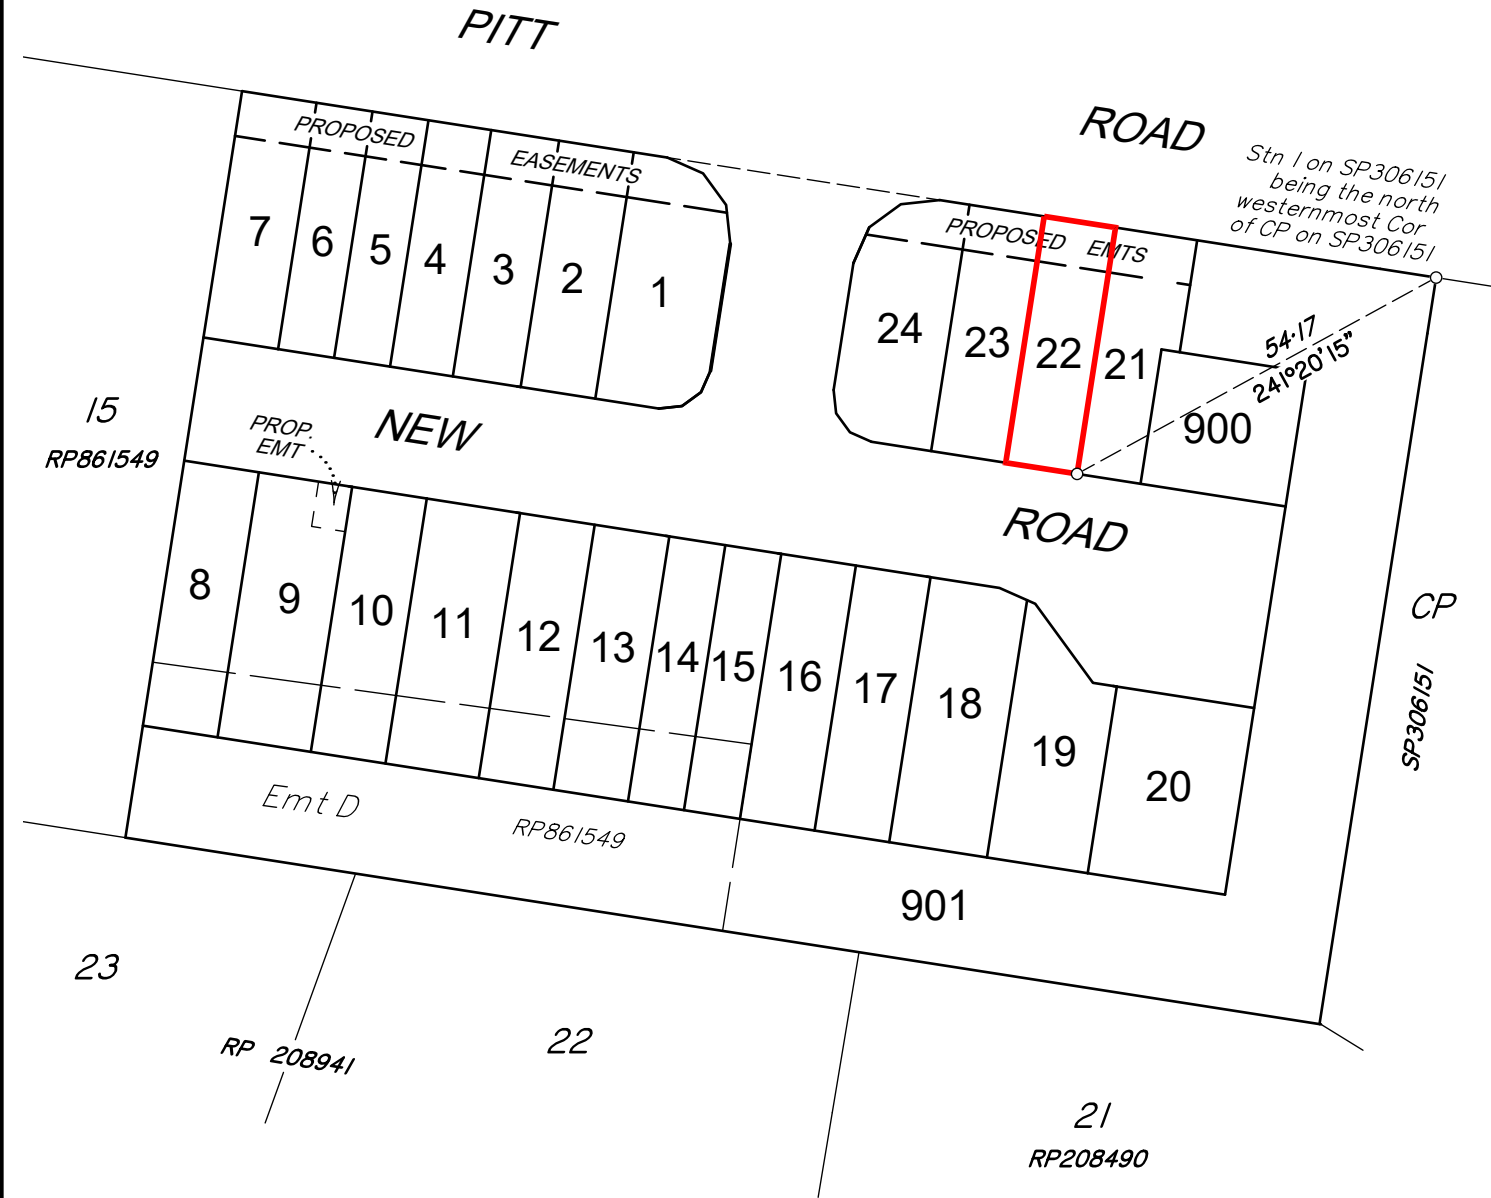 PITT
ROAD
Stn 1 on SP306151
being the north
westernmost Cor
of CP on SP306151
PROPOSED
EASEMENTS
PROPOSED EMTS
7
6
5
4
3
2
1
24
23
22
21
54·17
241°20'15"
900
15
RP861549
PROP.
EMT
NEW
ROAD
8
9
10
11
12
13
14
15
16
17
18
19
20
CP
SP306151
Emt D
RP861549
901
23
RP 208941
22
21
RP208490